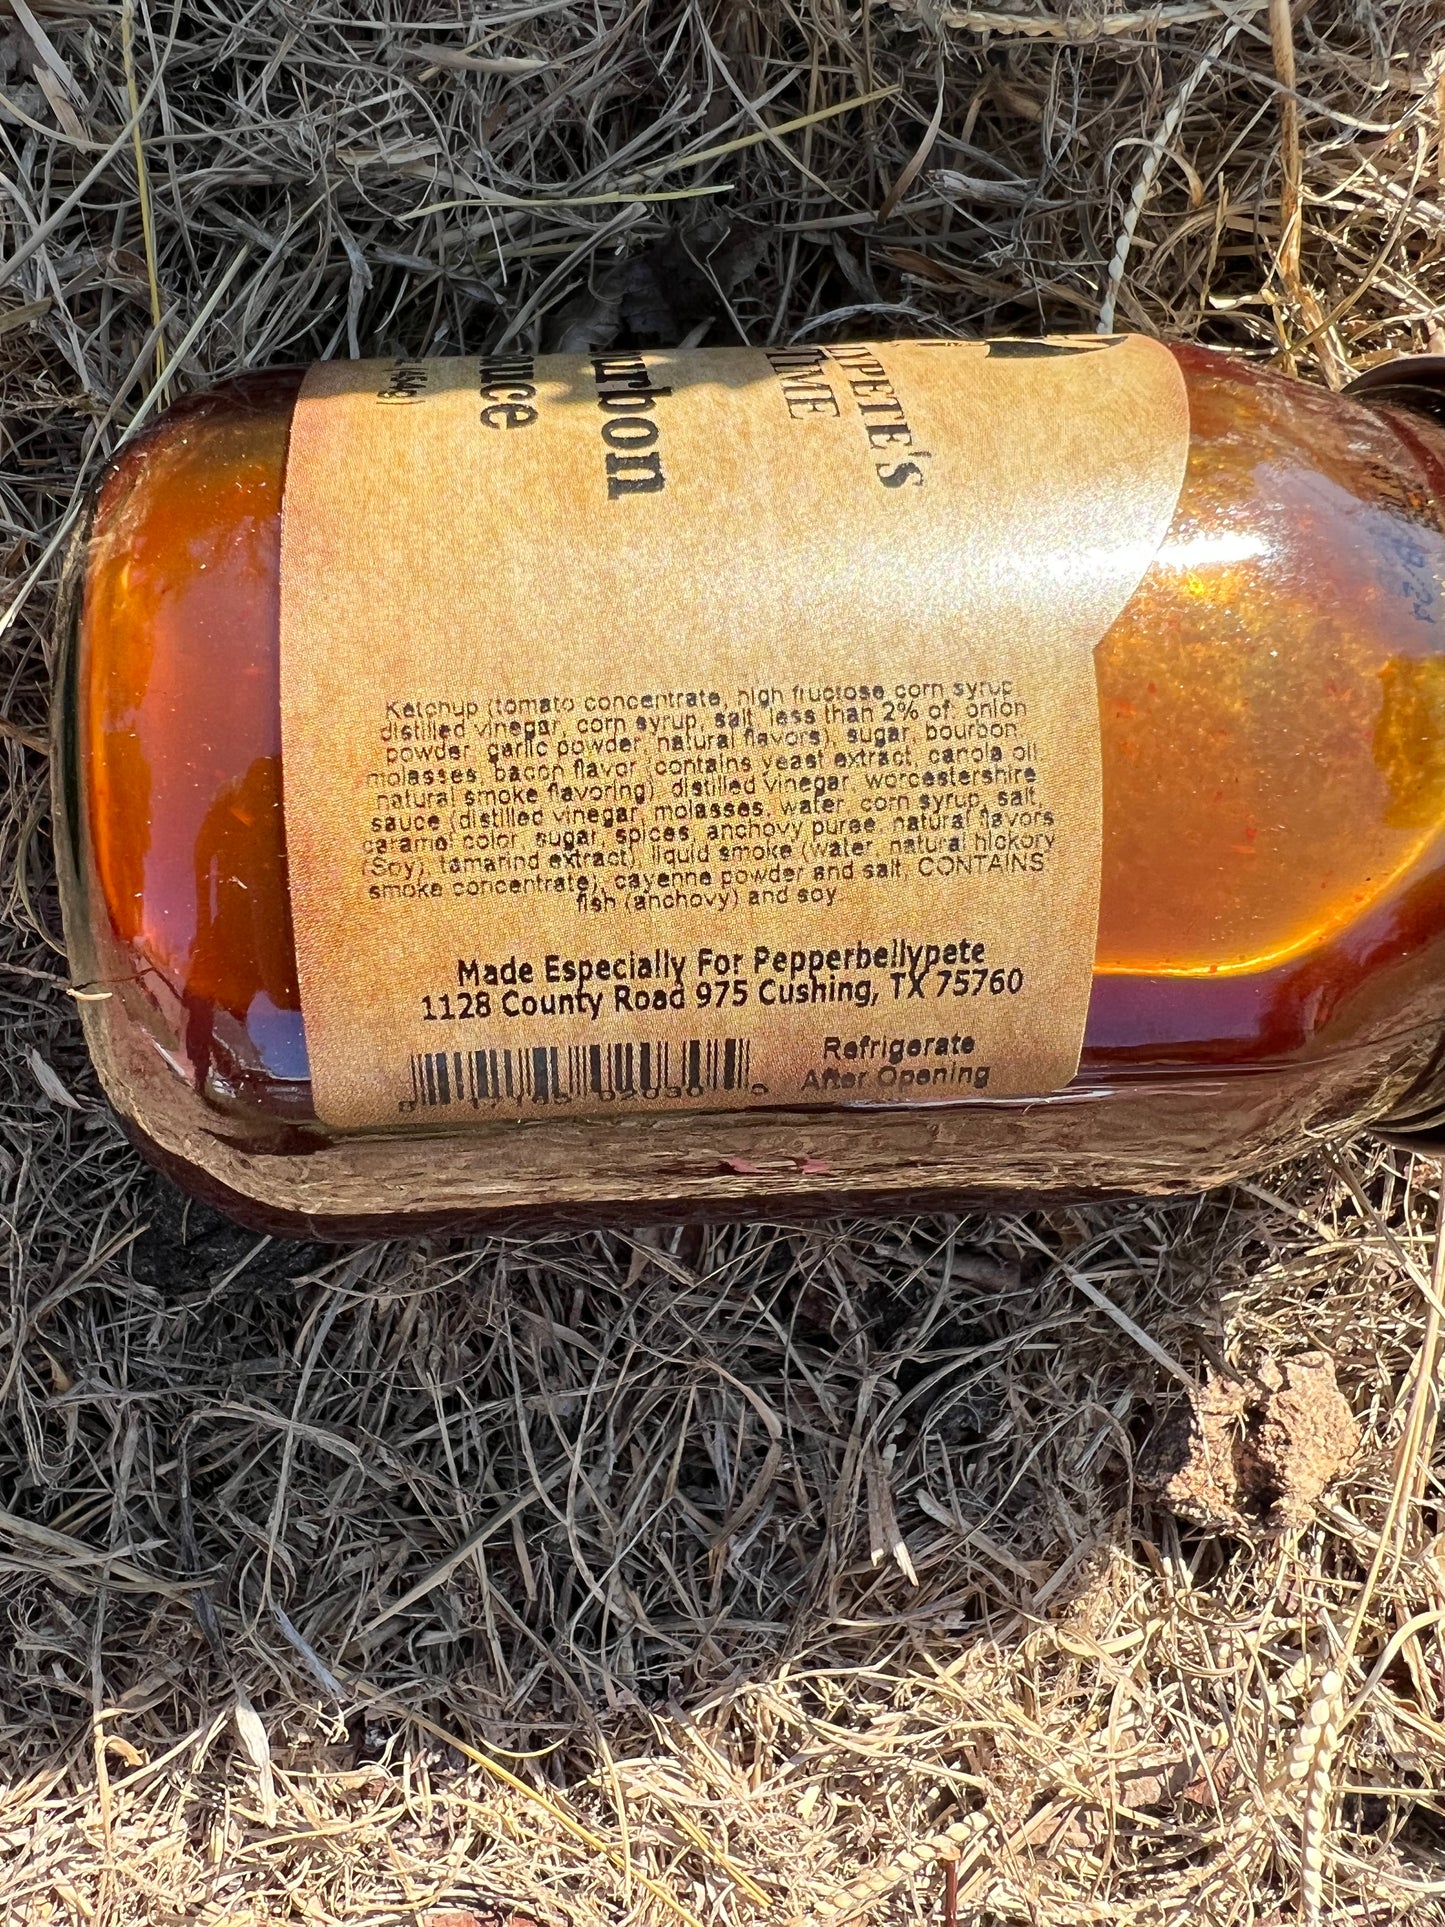 LYPETE's
TIME
urbon
auce
(454g)
Ketchup (tomato concentrate, high fructose corn syrup
distilled vinegar, corn syrup, salt, less than 2% of: onion
powder, garlic powder, natural flavors), sugar, bourbon,
molasses, bacon flavor (contains yeast extract, canola oil,
natural smoke flavoring), distilled vinegar, worcestershire
sauce (distilled vinegar, molasses, water, corn syrup, salt,
caramel color, sugar, spices, anchovy puree, natural flavors
(Soy), tamarind extract), liquid smoke (water, natural hickory
smoke concentrate), cayenne powder and salt. CONTAINS
fish (anchovy) and soy.
Made Especially For Pepperbellypete
1128 County Road 975 Cushing, TX 75760
Refrigerate
After Opening